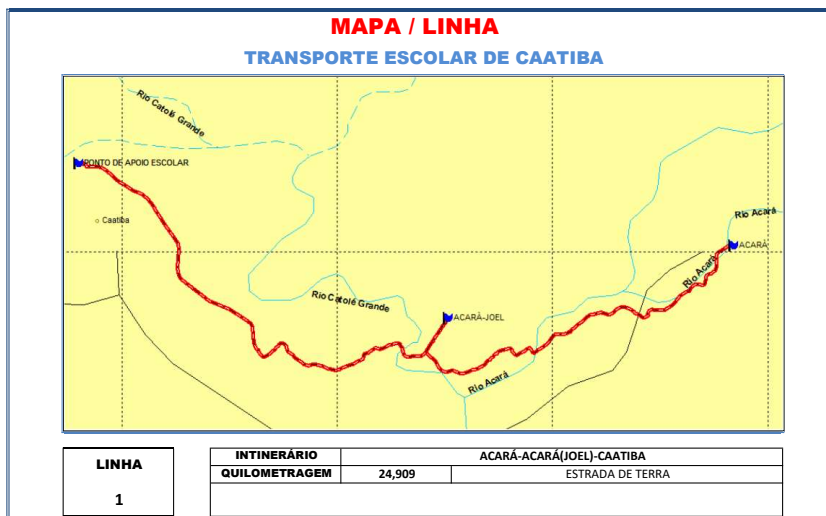 MAPA / LINHA
TRANSPORTE ESCOLAR DE CAATIBA
Rio Catolé Grande
PONTO DE APOIO ESCOLAR
Caatiba
Rio Acará
ACARÁ
Rio Acará
Rio Catolé Grande
ACARÁ-JOEL
Rio Acará
LINHA
1
INTINERÁRIO ACARÁ-ACARÁ(JOEL)-CAATIBA
QUILOMETRAGEM 24,909 ESTRADA DE TERRA